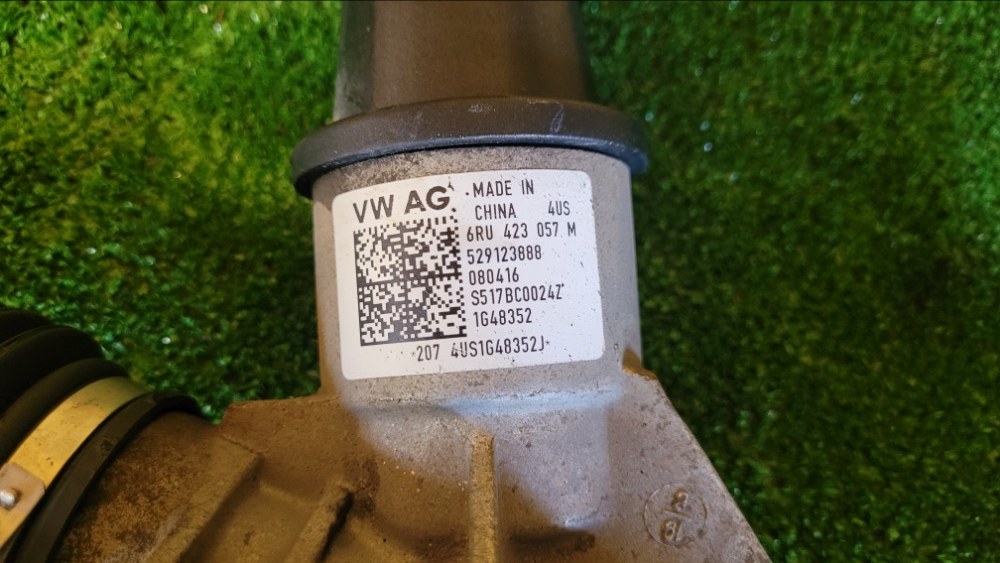 VW AG
MADE IN
CHINA 4US
6RU 423 057 M
529123888
080416
S517BC0024Z
1G48352
*207 4US1G48352J*